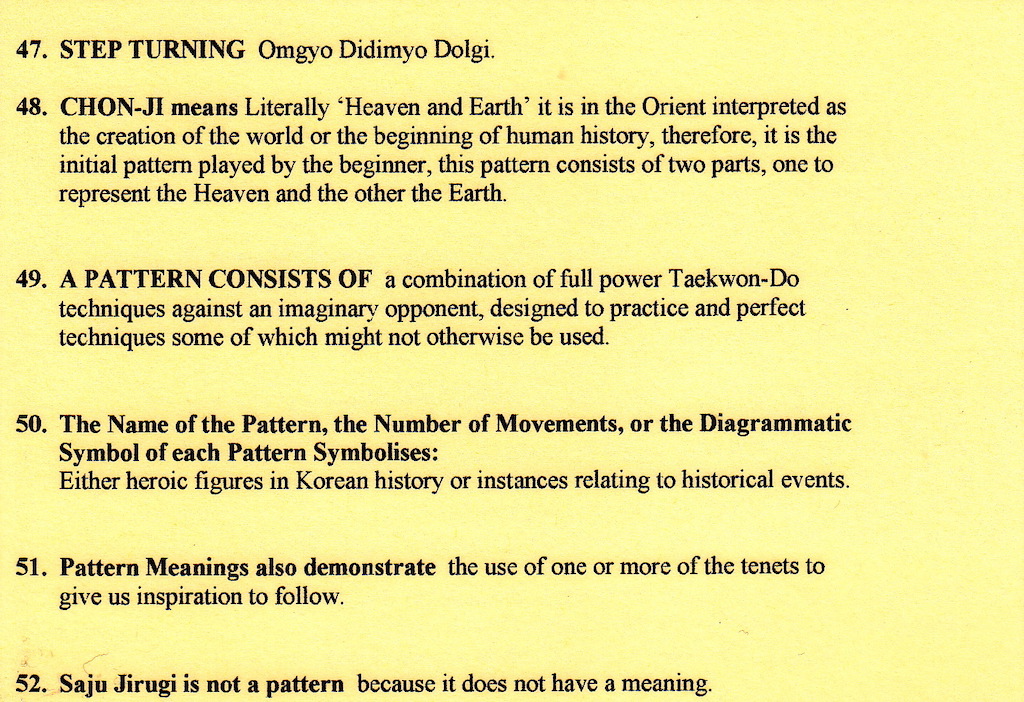 47. STEP TURNING Omgyo Didimyo Dolgi.
48. CHON-JI means Literally ‘Heaven and Earth’ it is in the Orient interpreted as
the creation of the world or the beginning of human history, therefore, it is the
initial pattern played by the beginner, this pattern consists of two parts, one to
represent the Heaven and the other the Earth.
49. A PATTERN CONSISTS OF a combination of full power Taekwon-Do
techniques against an imaginary opponent, designed to practice and perfect
techniques some of which might not otherwise be used.
50. The Name of the Pattern, the Number of Movements, or the Diagrammatic
Symbol of each Pattern Symbolises:
Either heroic figures in Korean history or instances relating to historical events.
51. Pattern Meanings also demonstrate the use of one or more of the tenets to
give us inspiration to follow.
52. Saju Jirugi is not a pattern because it does not have a meaning.